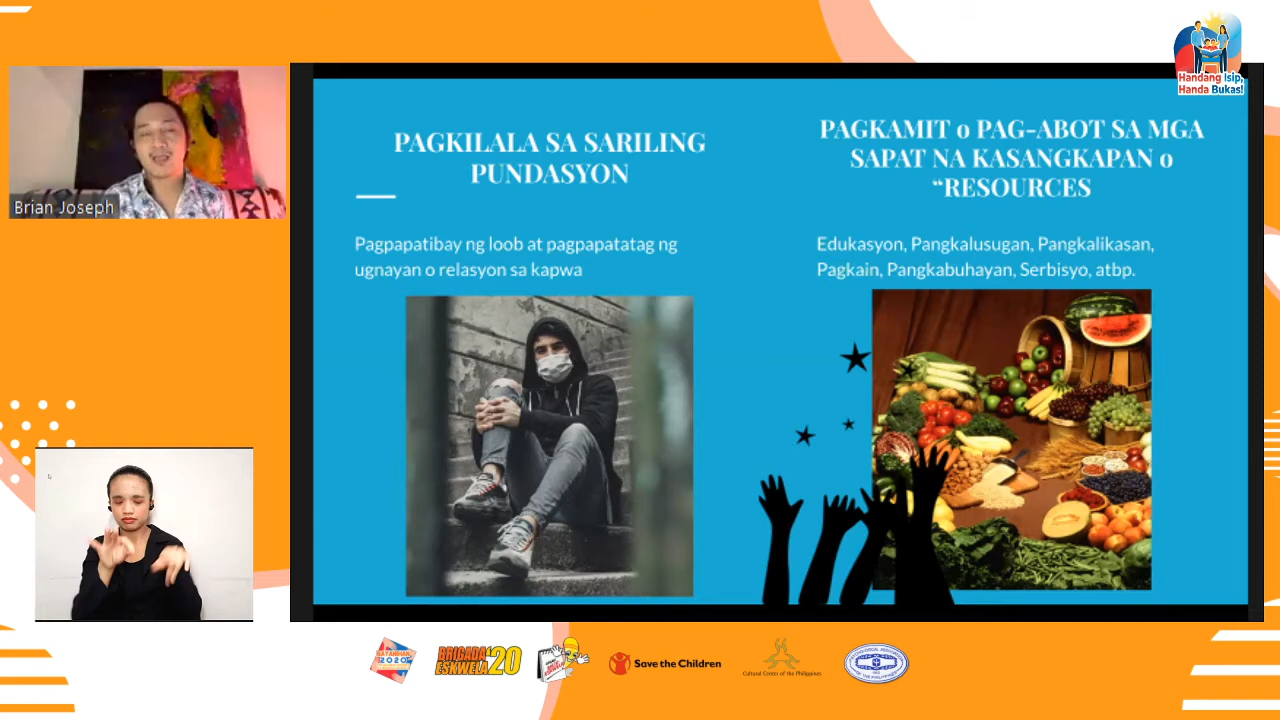 Handang Isip,
Handa Bukas!
Brian Joseph
PAGKILALA SA SARILING
PUNDASYON
Pagpapatibay ng loob at pagpapatatag ng
ugnayan o relasyon sa kapwa
PAGKAMIT o PAG-ABOT SA MGA
SAPAT NA KASANGKAPAN o
“RESOURCES
Edukasyon, Pangkalusugan, Pangkalikasan,
Pagkain, Pangkabuhayan, Serbisyo, atbp.
BAYANIHAN
2020
BRIGADA
ESKWELA
'20
Save the Children
Cultural Center of the Philippines